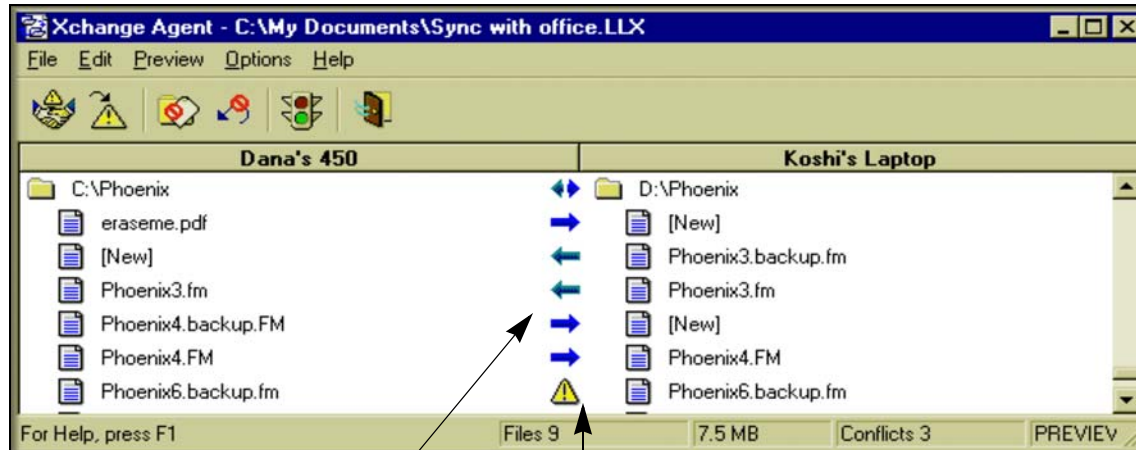 Xchange Agent - C:\My Documents\Sync with office.LLX
File Edit Preview Options Help
Dana's 450 Koshi's Laptop
C:\Phoenix D:\Phoenix
eraseme.pdf [New]
[New] Phoenix3.backup.fm
Phoenix3.fm Phoenix3.fm
Phoenix4.backup.FM [New]
Phoenix4.FM Phoenix4.FM
Phoenix6.backup.fm Phoenix6.backup.fm
For Help, press F1 Files 9 7.5 MB Conflicts 3 PREVIEV